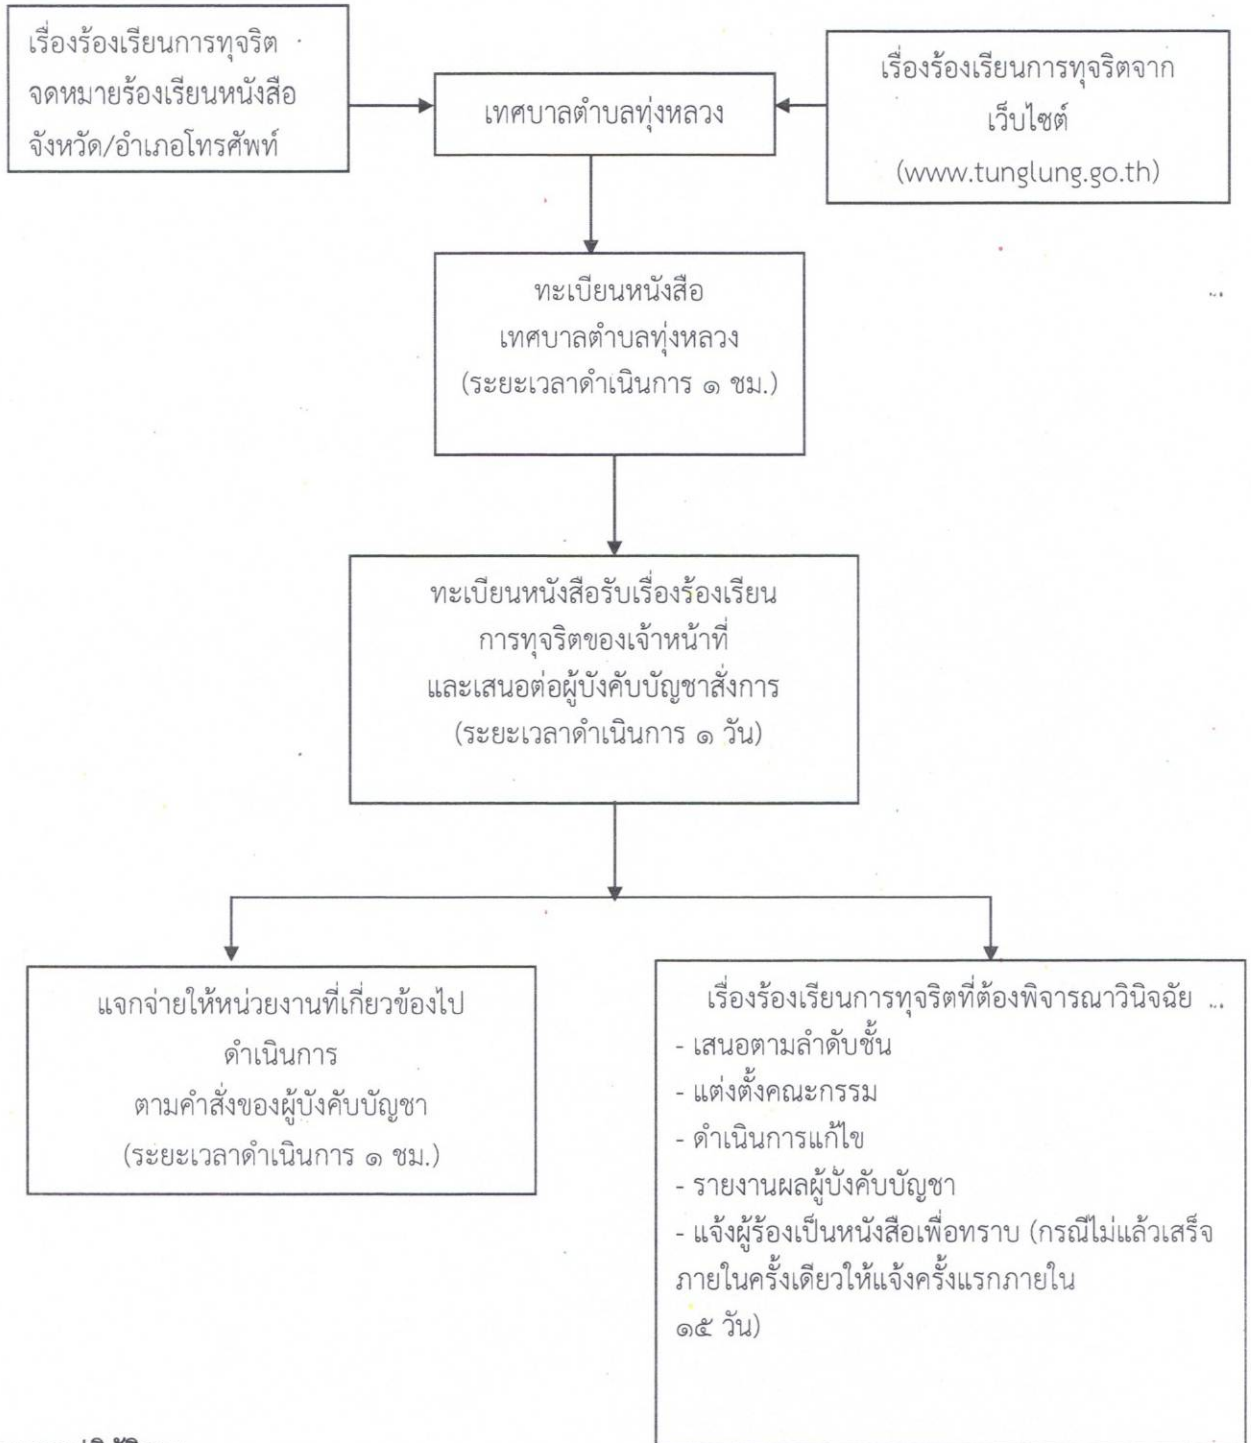 เรื่องร้องเรียนการทุจริต
จดหมายร้องเรียนหนังสือ
จังหวัด/อำเภอโทรศัพท์
เทศบาลตำบลทุ่งหลวง
เรื่องร้องเรียนการทุจริตจาก
เว็บไซต์
(www.tunglung.go.th)
ทะเบียนหนังสือ
เทศบาลตำบลทุ่งหลวง
(ระยะเวลาดำเนินการ ๑ ชม.)
ทะเบียนหนังสือรับเรื่องร้องเรียน
การทุจริตของเจ้าหน้าที่
และเสนอต่อผู้บังคับบัญชาสั่งการ
(ระยะเวลาดำเนินการ ๑ วัน)
แจกจ่ายให้หน่วยงานที่เกี่ยวข้องไป
ดำเนินการ
ตามคำสั่งของผู้บังคับบัญชา
(ระยะเวลาดำเนินการ ๑ ชม.)
เรื่องร้องเรียนการทุจริตที่ต้องพิจารณาวินิจฉัย
- เสนอตามลำดับชั้น
- แต่งตั้งคณะกรรม
- ดำเนินการแก้ไข
- รายงานผลผู้บังคับบัญชา
- แจ้งผู้ร้องเป็นหนังสือเพื่อทราบ (กรณีไม่แล้วเสร็จ
ภายในครั้งเดียวให้แจ้งครั้งแรกภายใน
๑๕ วัน)